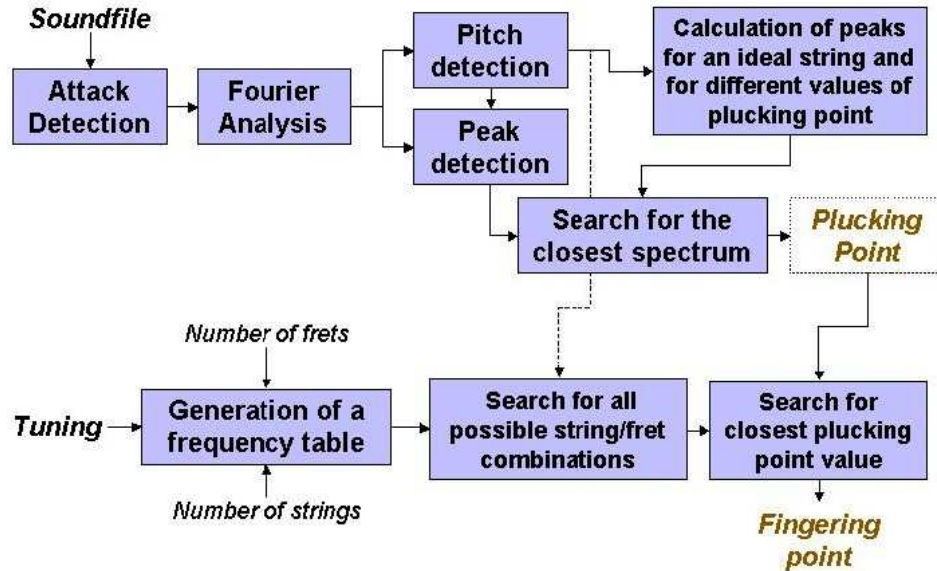 Soundfile
Attack
Detection
Fourier
Analysis
Pitch
detection
Peak
detection
Calculation of peaks
for an ideal string and
for different values of
plucking point
Search for the
closest spectrum
Plucking
Point
Number of frets
Tuning
Generation of a
frequency table
Number of strings
Search for all
possible string/fret
combinations
Search for
closest plucking
point value
Fingering
point